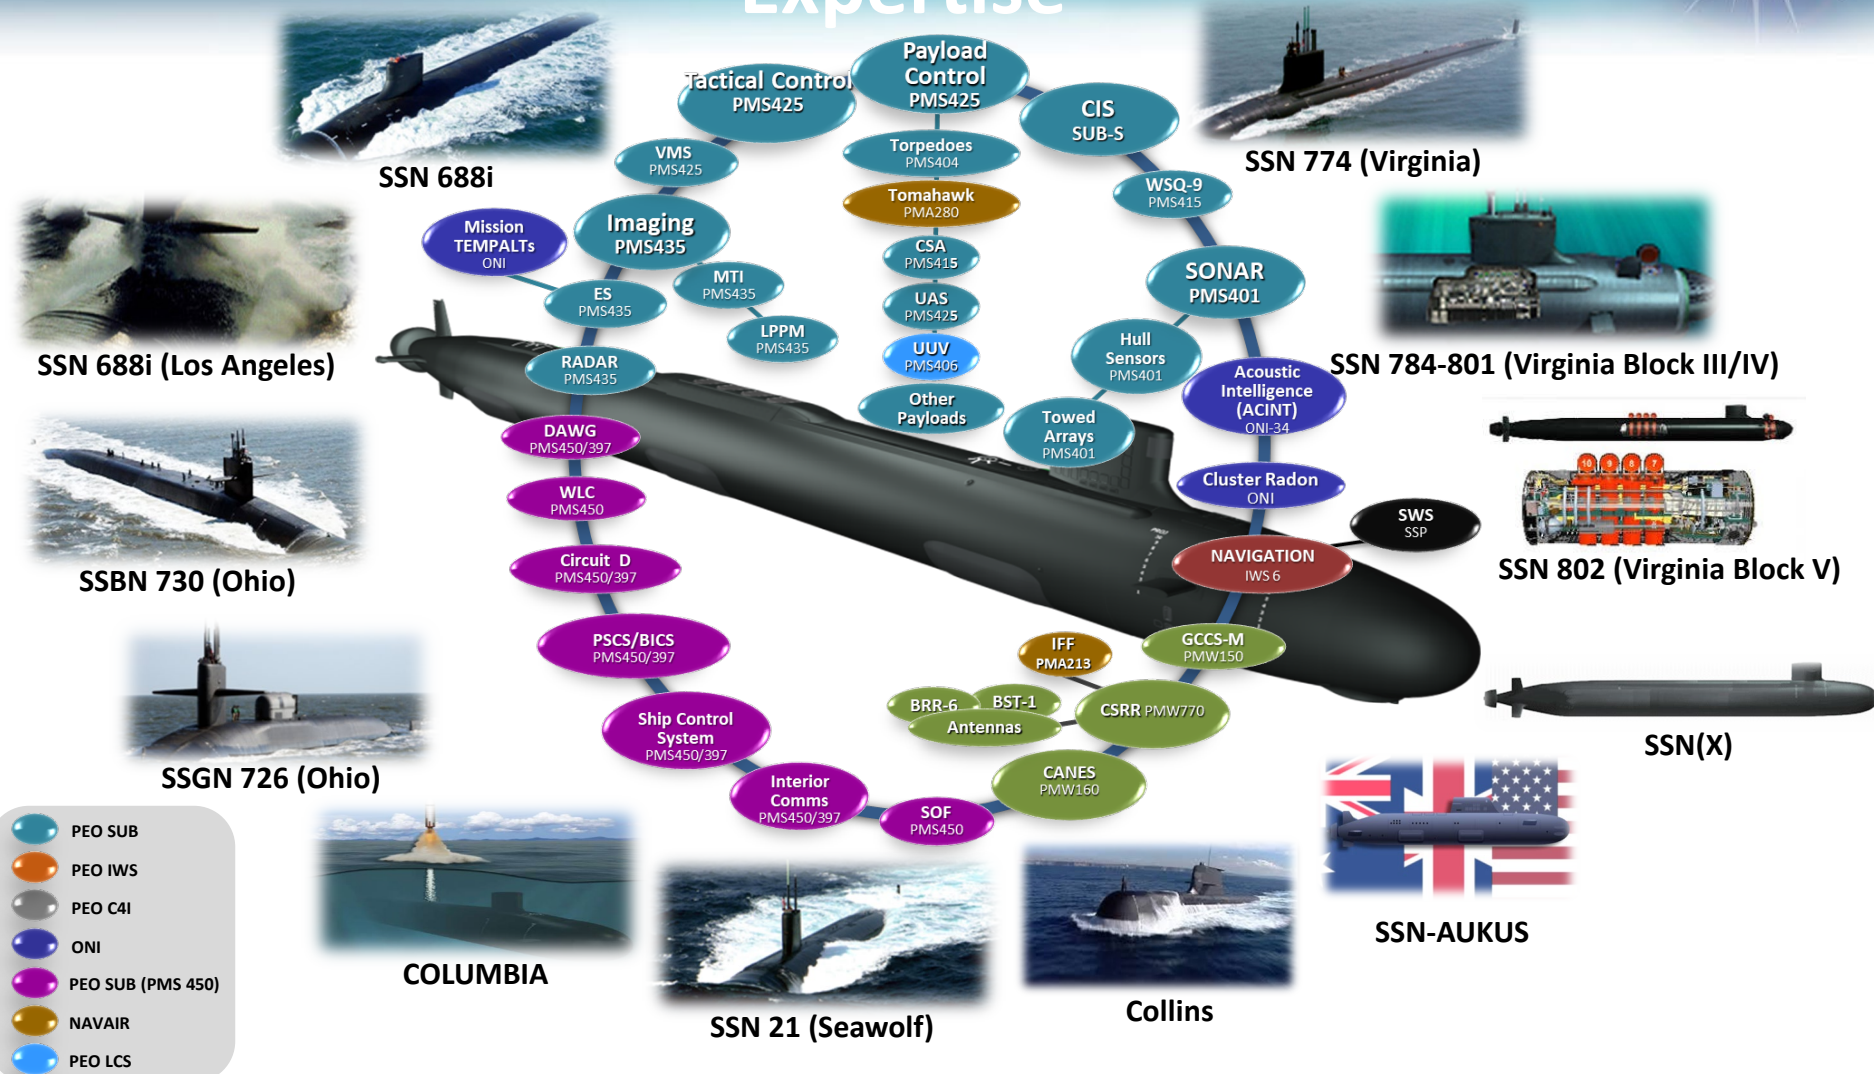 Expertise
SSN 688i
SSN 688i (Los Angeles)
SSBN 730 (Ohio)
SSGN 726 (Ohio)
COLUMBIA
SSN 21 (Seawolf)
Collins
SSN-AUKUS
SSN(X)
SSN 802 (Virginia Block V)
10 9 8 7
SSN 784-801 (Virginia Block III/IV)
SSN 774 (Virginia)
Tactical Control
PMS425
Payload
Control
PMS425
CIS
SUB-S
VMS
PMS425
Torpedoes
PMS404
Tomahawk
PMA280
WSQ-9
PMS415
Mission
TEMPALTs
ONI
Imaging
PMS435
MTI
PMS435
LPPM
PMS435
ES
PMS435
RADAR
PMS435
CSA
PMS415
UAS
PMS425
UUV
PMS406
Other
Payloads
SONAR
PMS401
Hull
Sensors
PMS401
Towed
Arrays
PMS401
Acoustic
Intelligence
(ACINT)
ONI-34
Cluster Radon
ONI
SWS
SSP
NAVIGATION
IWS 6
GCCS-M
PMW150
IFF
PMA213
CSRR PMW770
BRR-6
BST-1
Antennas
CANES
PMW160
SOF
PMS450
Interior
Comms
PMS450/397
Ship Control
System
PMS450/397
PSCS/BICS
PMS450/397
Circuit D
PMS450/397
WLC
PMS450
DAWG
PMS450/397
PEO SUB
PEO IWS
PEO C4I
ONI
PEO SUB (PMS 450)
NAVAIR
PEO LCS